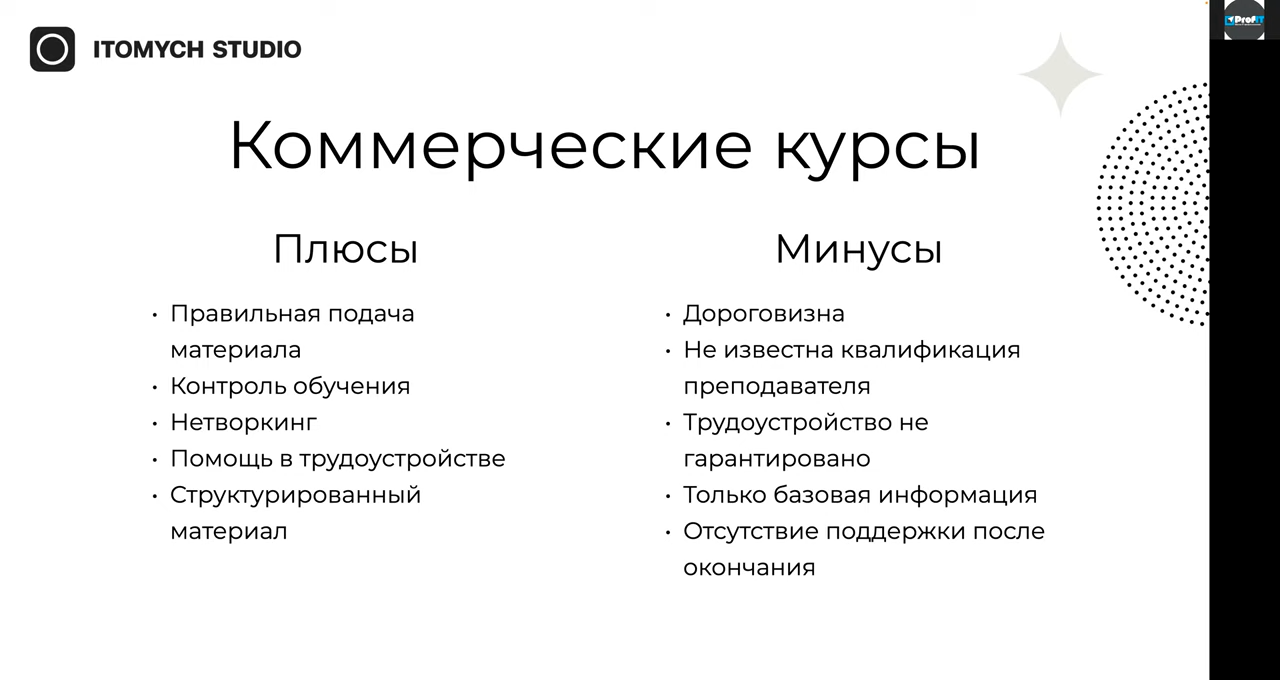 ITOMYCH STUDIO
ProfIT
Коммерческие курсы
Плюсы
• Правильная подача
материала
• Контроль обучения
• Нетворкинг
• Помощь в трудоустройстве
• Структурированный
материал
Минусы
• Дороговизна
• Не известна квалификация
преподавателя
• Трудоустройство не
гарантировано
• Только базовая информация
• Отсутствие поддержки после
окончания